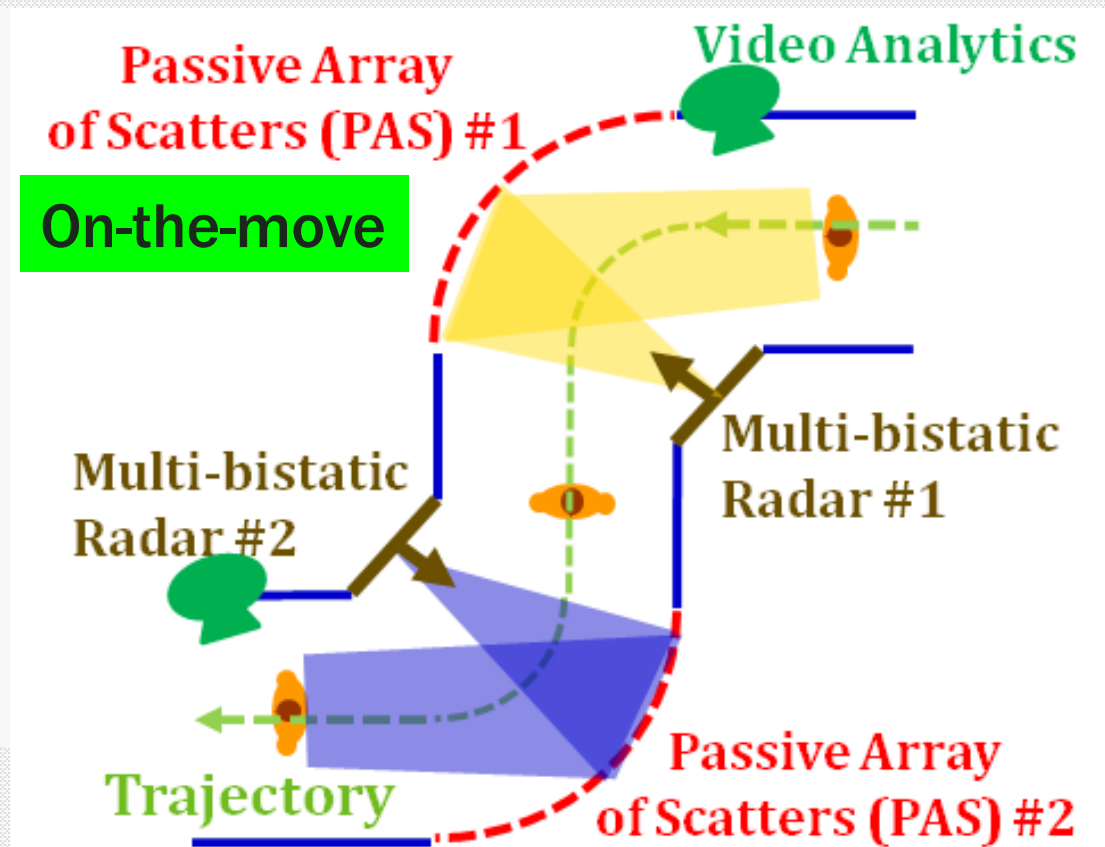 Video Analytics
Passive Array
of Scatters (PAS) #1
On-the-move
Multi-bistatic
Radar #1
Multi-bistatic
Radar #2
Passive Array
of Scatters (PAS) #2
Trajectory